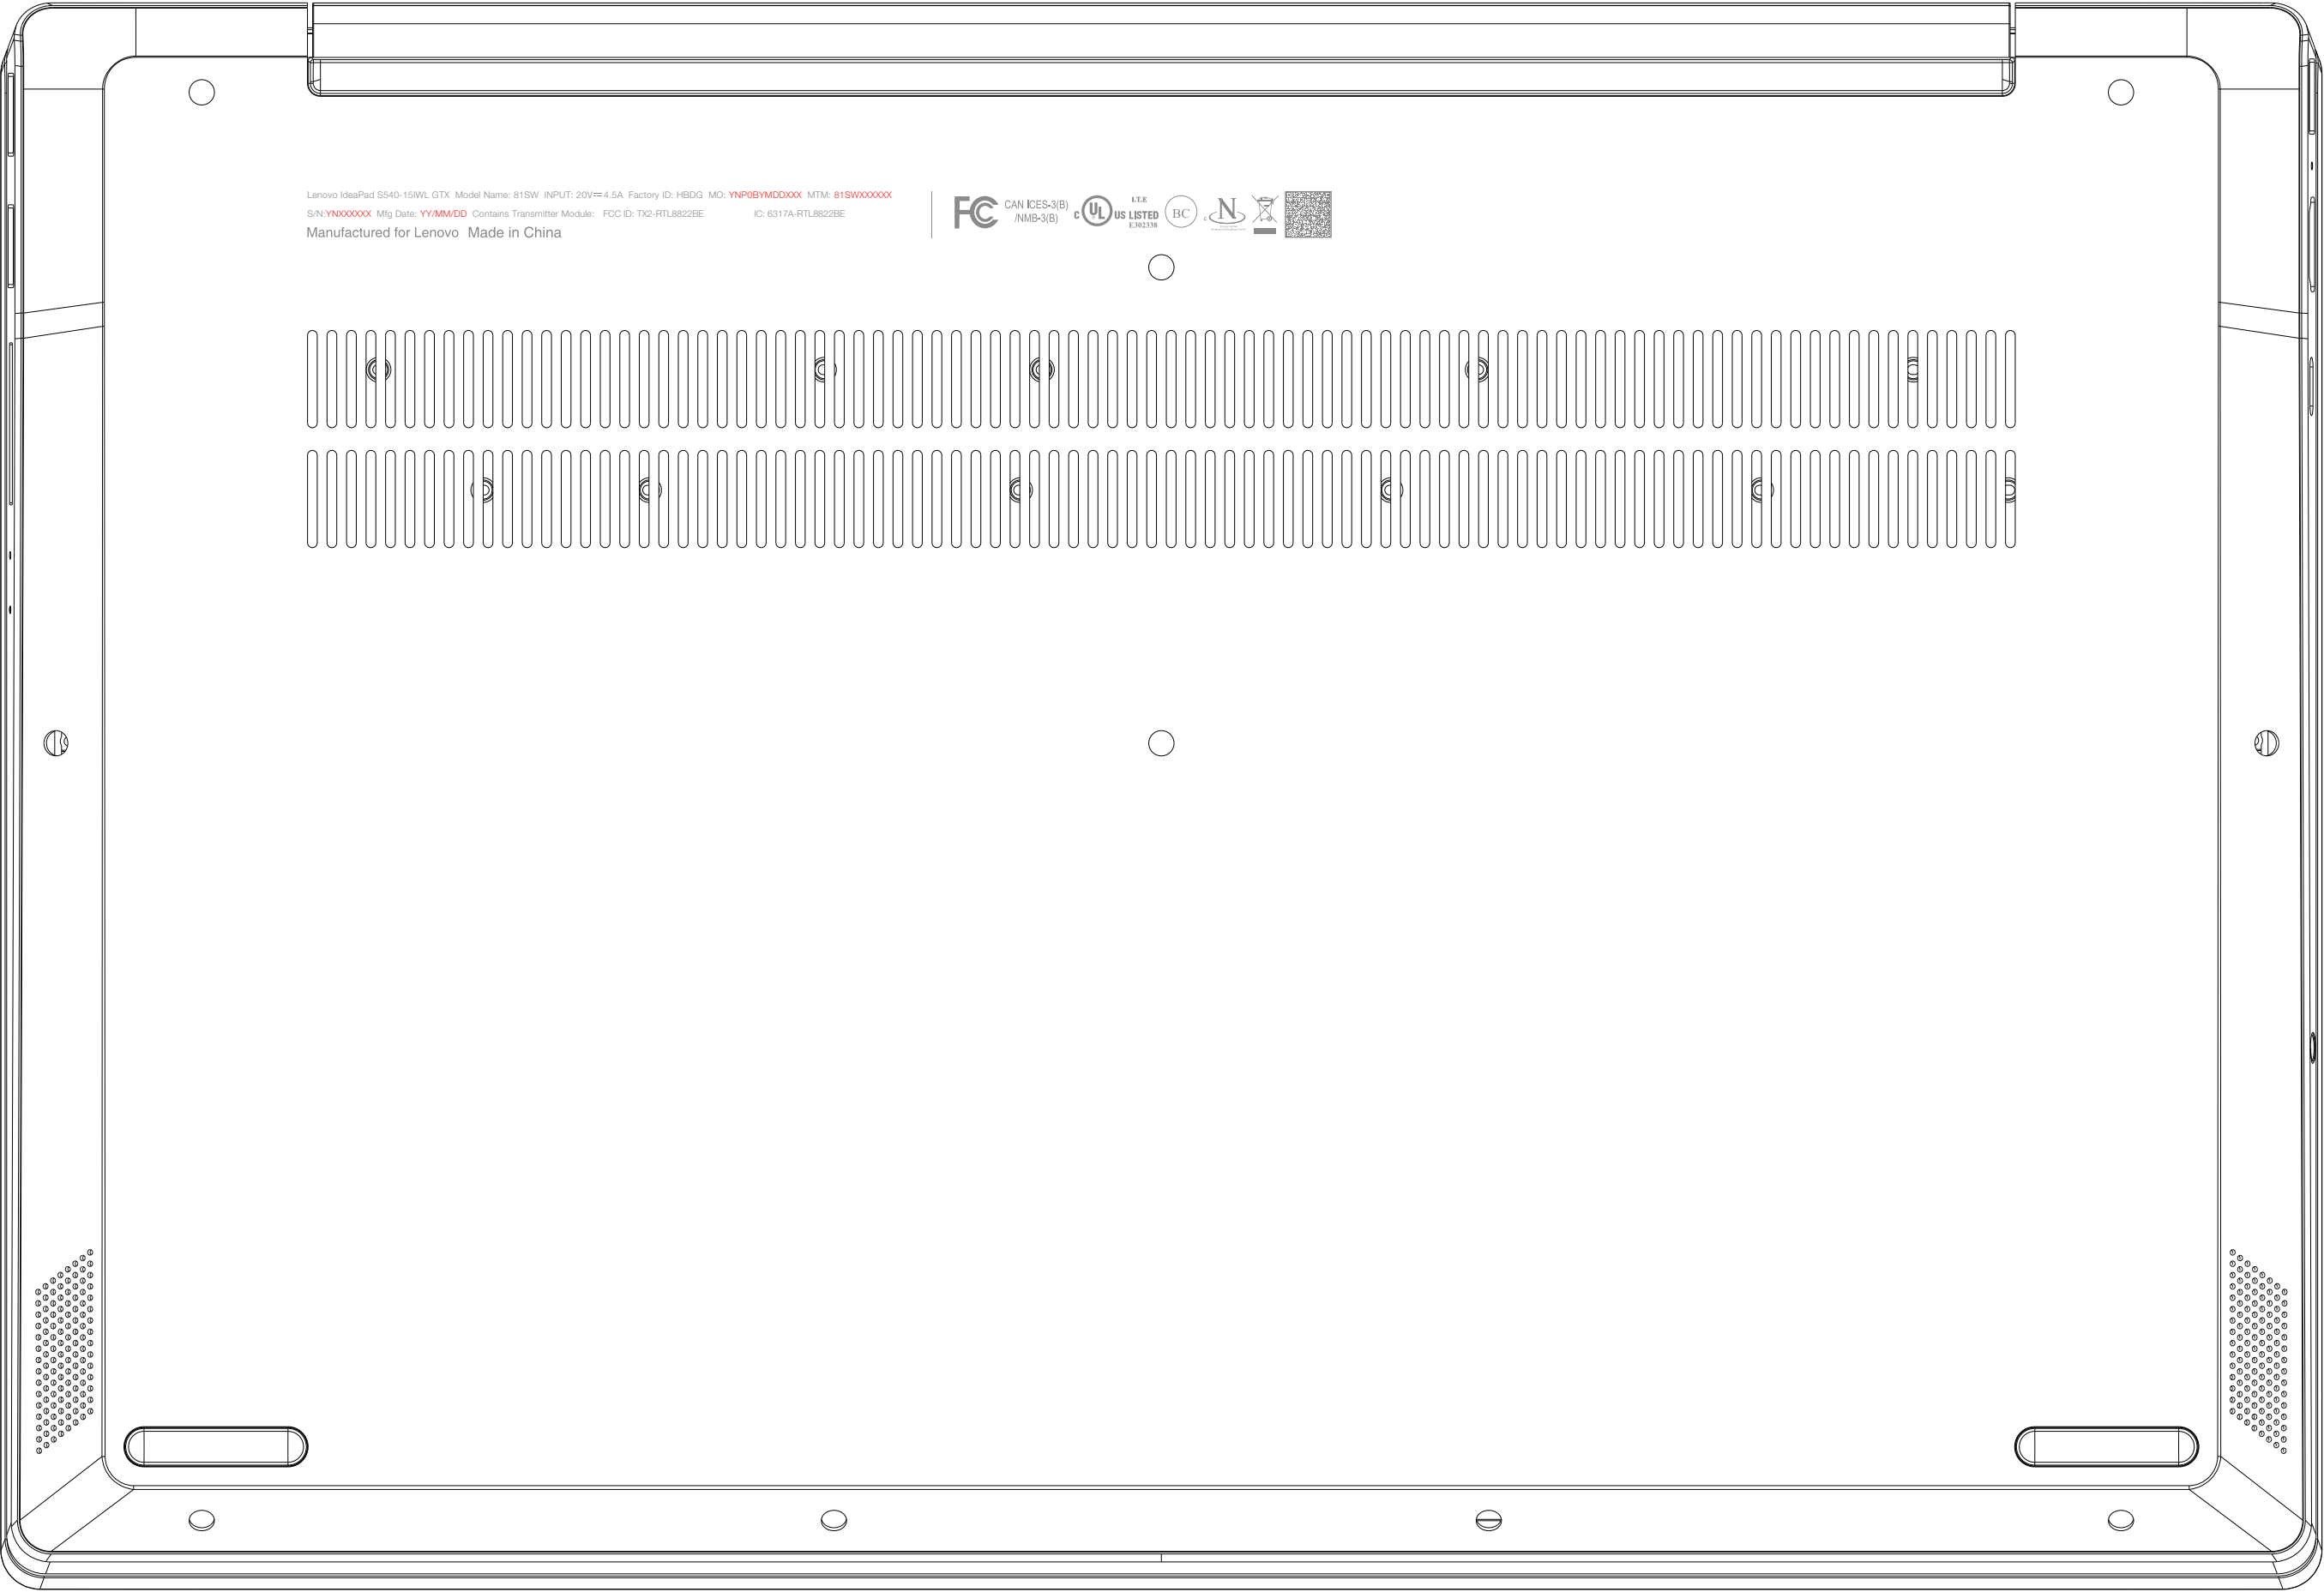 Lenovo IdeaPad S540-15IWL GTX Model Name: 81SW INPUT: 20V⎓4.5A Factory ID: HBDG MO: YNP0BYMDDXXX MTM: 81SWXXXXXX
S/N:YNXXXXXX Mfg Date: YY/MM/DD Contains Transmitter Module: FCC ID: TX2-RTL8822BE IC: 6317A-RTL8822BE
Manufactured for Lenovo Made in China
FC
CAN ICES-3(B)
/NMB-3(B)
C UL US LISTED
I.T.E
E302338
BC
c N